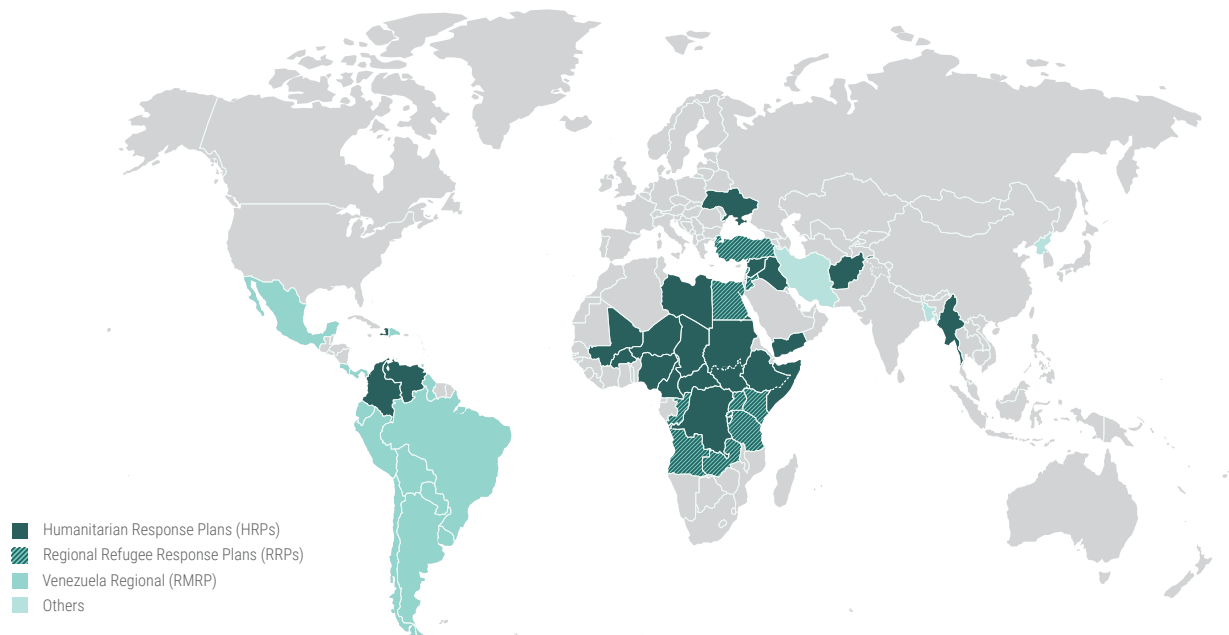 Humanitarian Response Plans (HRPs)
Regional Refugee Response Plans (RRPs)
Venezuela Regional (RMRP)
Others